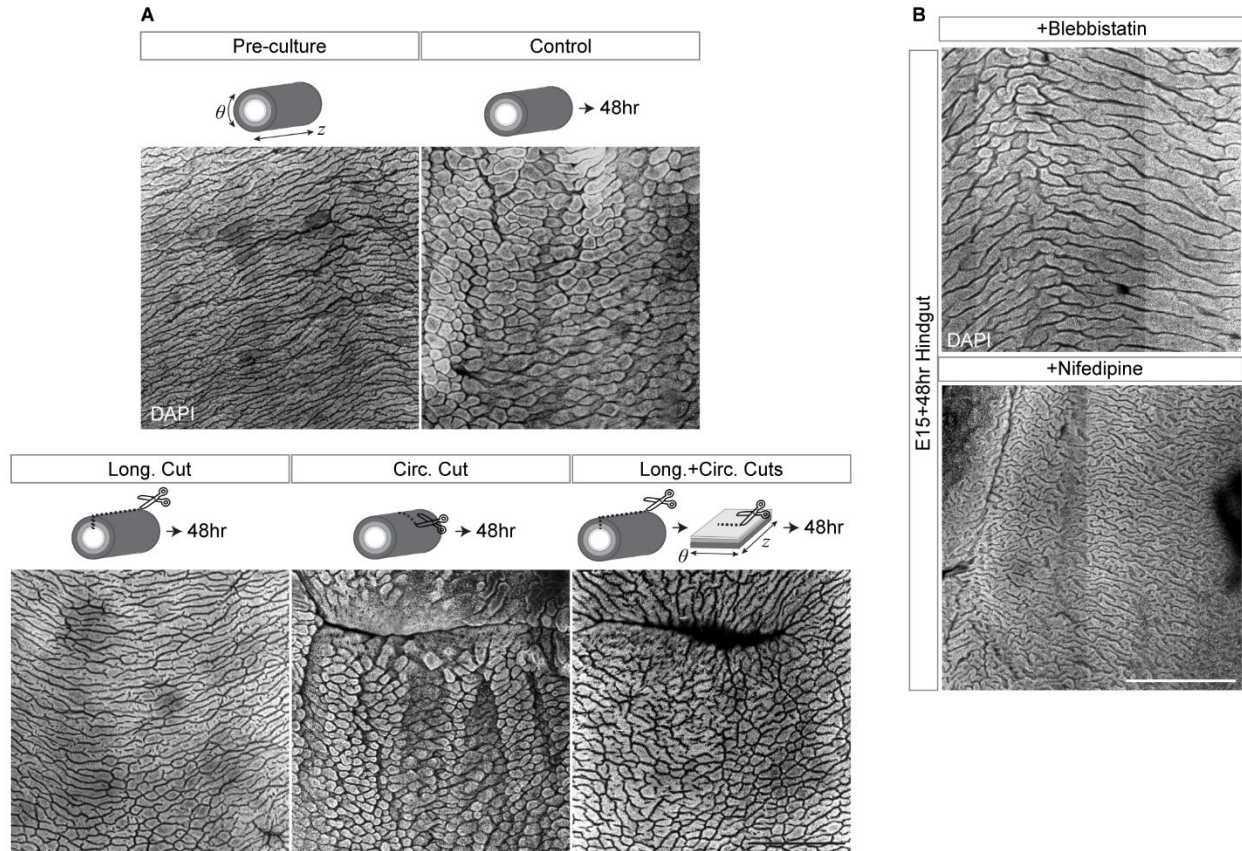 A
Pre-culture
Control
θ
z
48hr
DAPI
Long. Cut
Circ. Cut
Long.+Circ. Cuts
48hr
48hr
48hr
θ
z
B
+Blebbistatin
E15+48hr Hindgut
DAPI
+Nifedipine